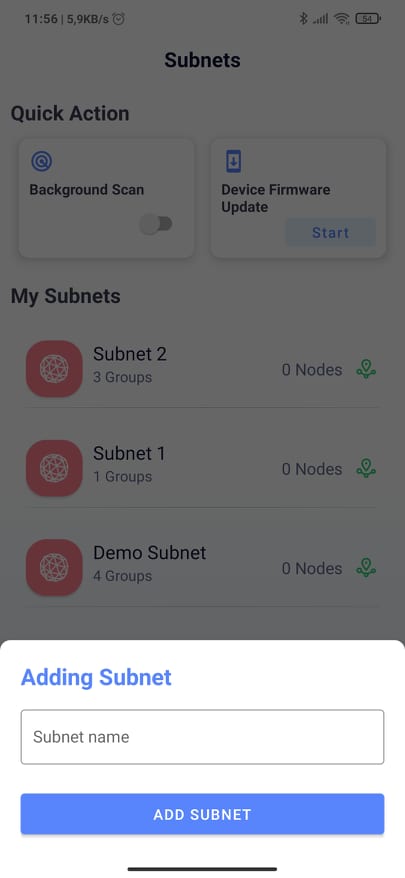 11:56 | 5,9KB/s
54
Subnets
Quick Action
Background Scan
Device Firmware
Update
Start
My Subnets
Subnet 2
3 Groups
0 Nodes
Subnet 1
1 Groups
0 Nodes
Demo Subnet
4 Groups
0 Nodes
Adding Subnet
Subnet name
ADD SUBNET